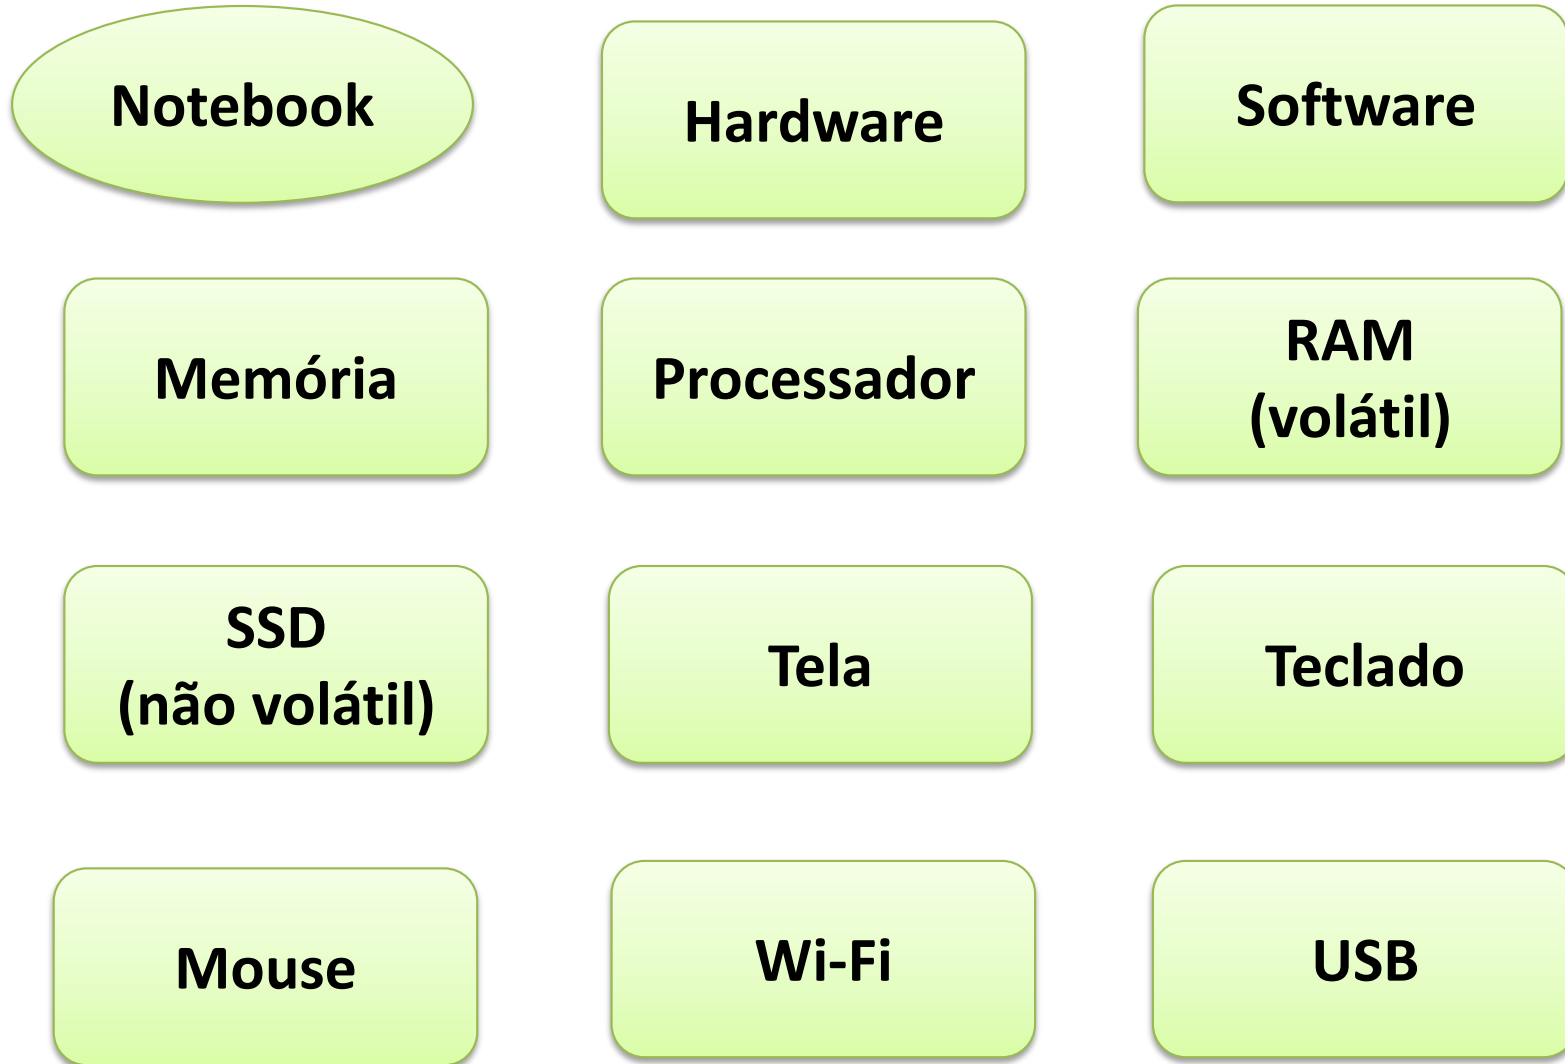 Notebook
Hardware
Software
Memória
Processador
RAM
(volátil)
SSD
(não volátil)
Tela
Teclado
Mouse
Wi-Fi
USB